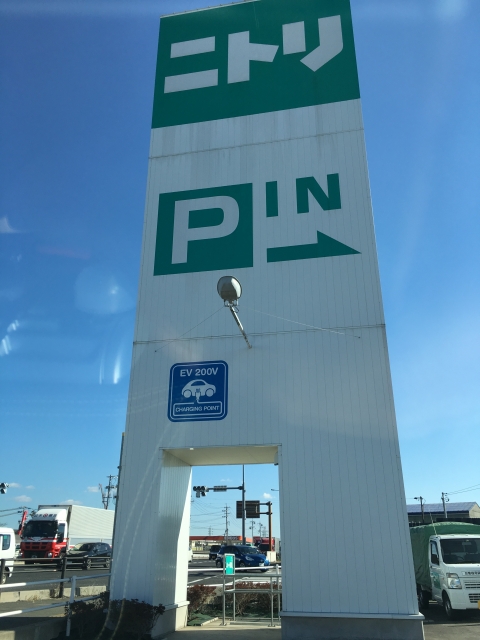 ニトリ
P IN
EV 200V
CHARGING POINT